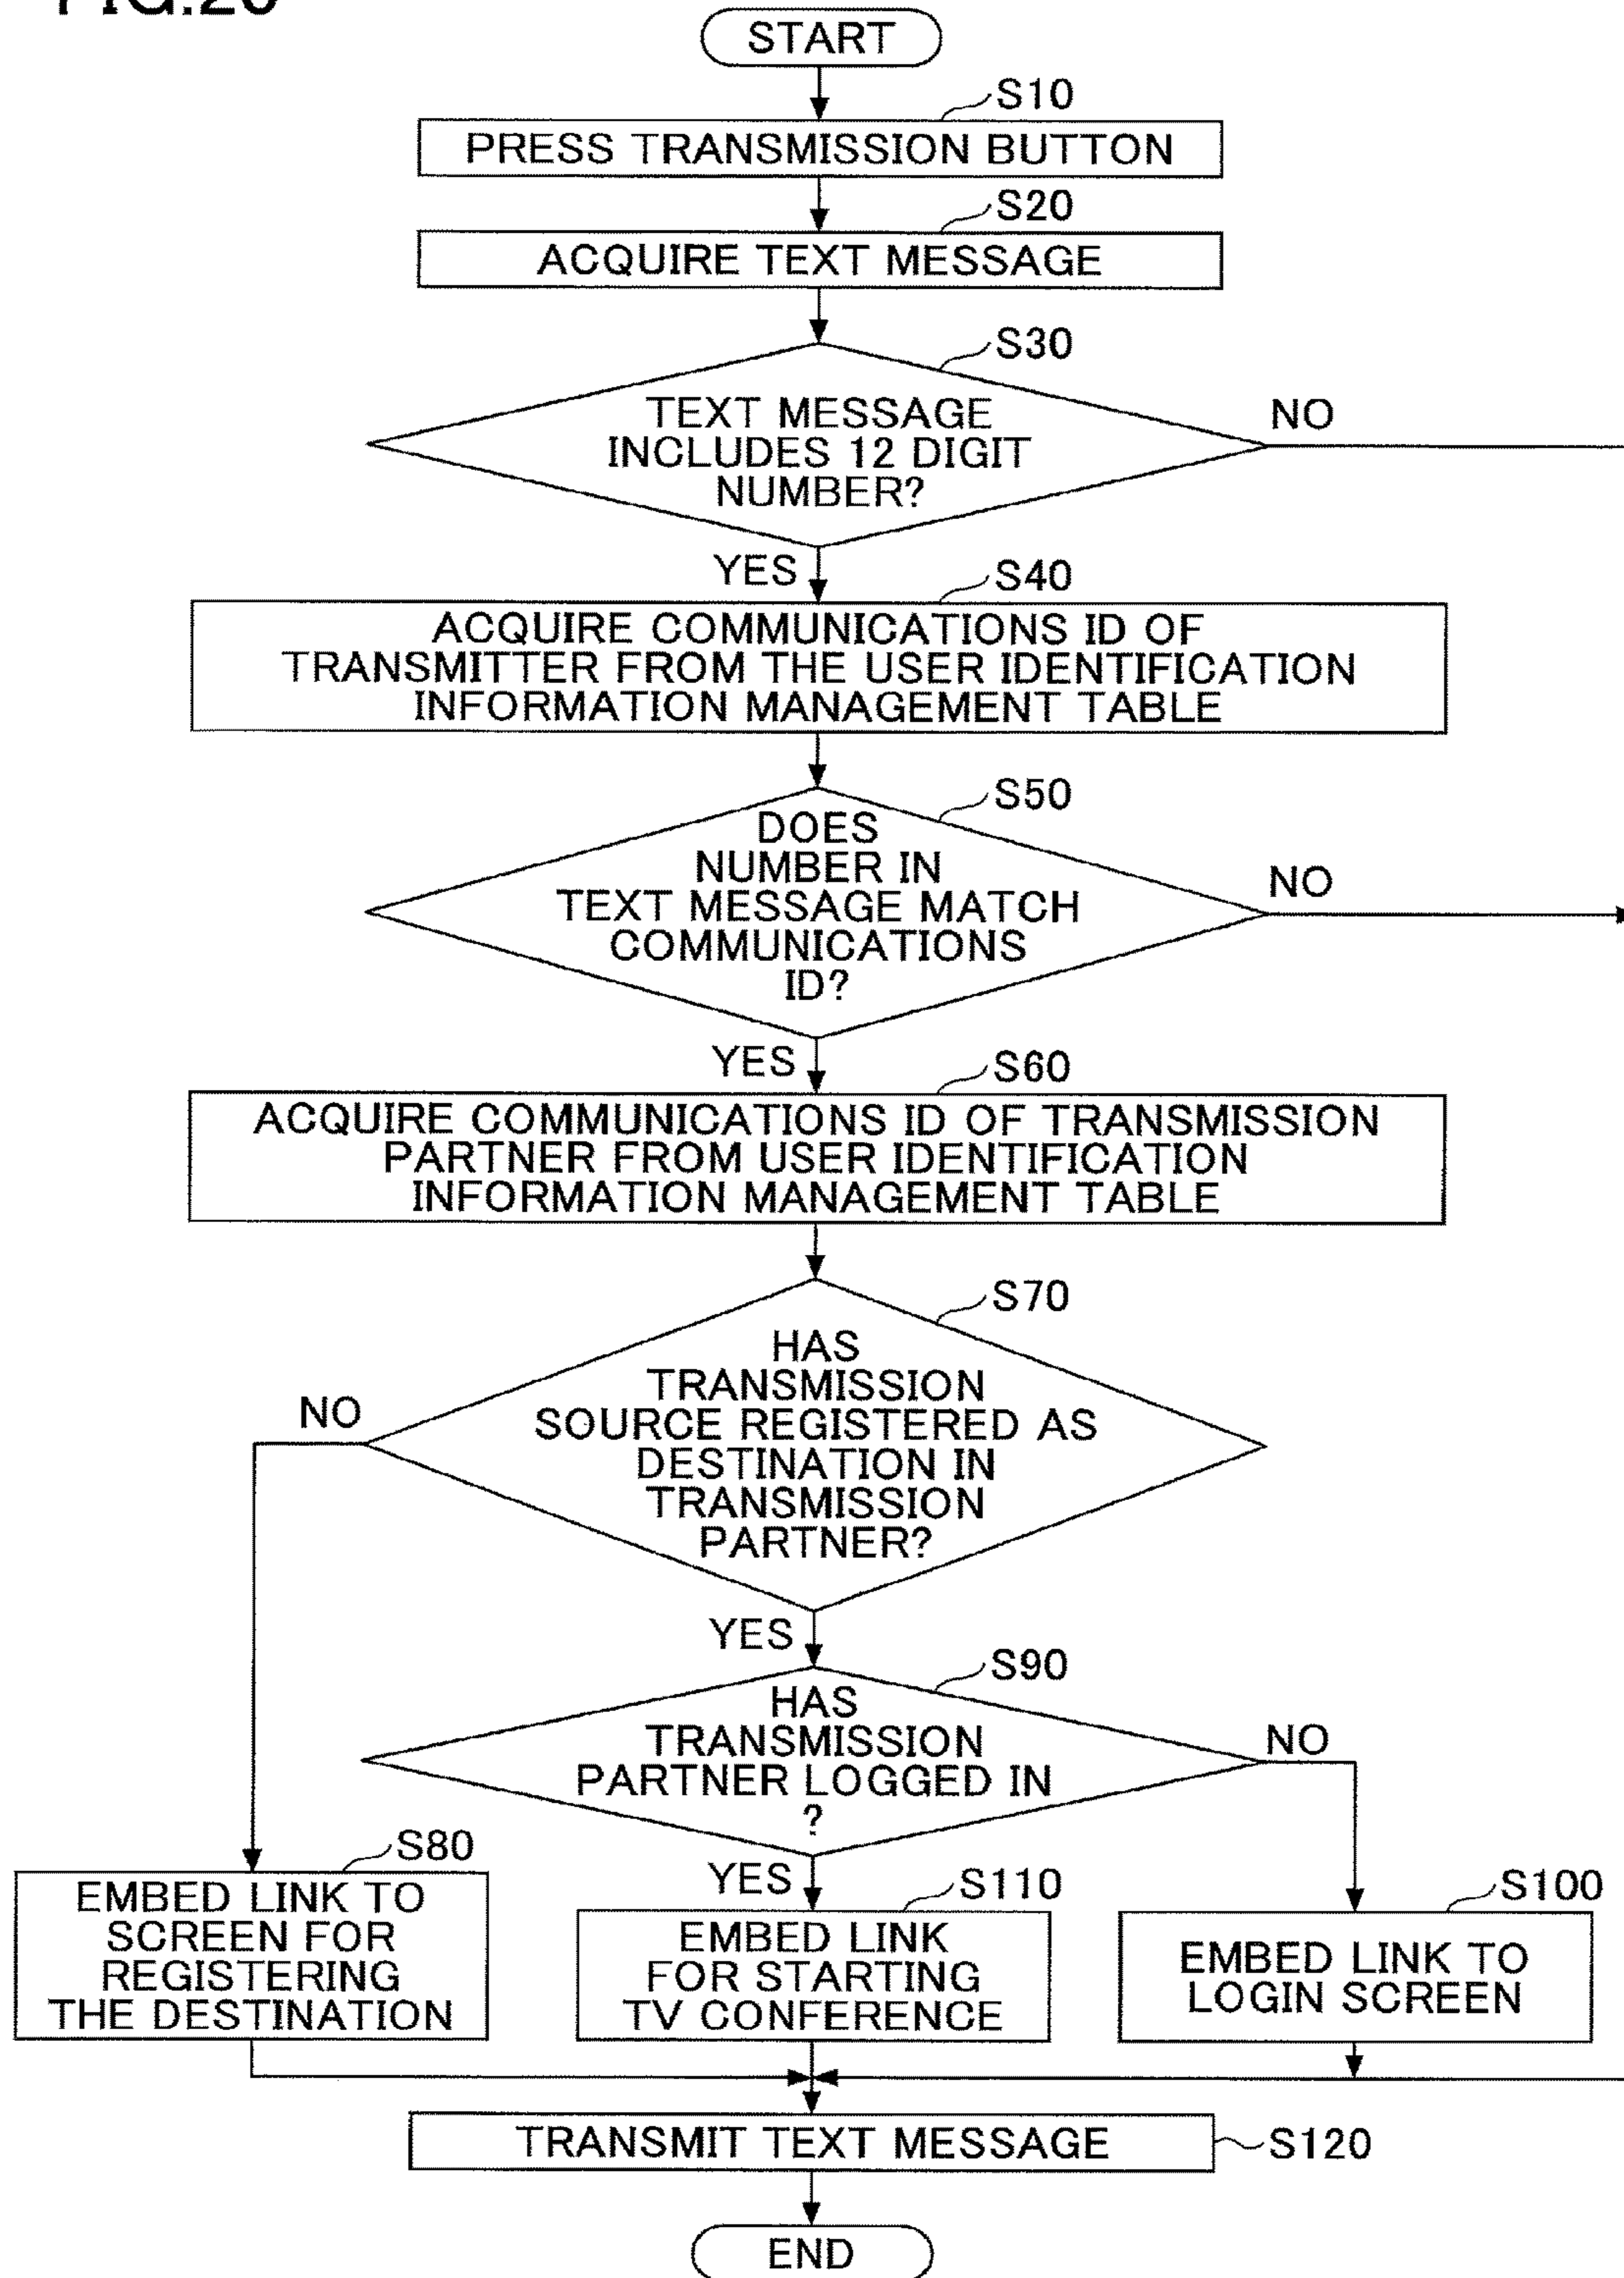 START
S10
PRESS TRANSMISSION BUTTON
S20
ACQUIRE TEXT MESSAGE
S30
TEXT MESSAGE
INCLUDES 12 DIGIT
NUMBER?
NO
YES
S40
ACQUIRE COMMUNICATIONS ID OF
TRANSMITTER FROM THE USER IDENTIFICATION
INFORMATION MANAGEMENT TABLE
S50
DOES
NUMBER IN
TEXT MESSAGE MATCH
COMMUNICATIONS
ID?
NO
YES
S60
ACQUIRE COMMUNICATIONS ID OF TRANSMISSION
PARTNER FROM USER IDENTIFICATION
INFORMATION MANAGEMENT TABLE
S70
HAS
TRANSMISSION
SOURCE REGISTERED AS
DESTINATION IN
TRANSMISSION
PARTNER?
NO
YES
S90
HAS
TRANSMISSION
PARTNER LOGGED IN
?
NO
YES
S80
EMBED LINK TO
SCREEN FOR
REGISTERING
THE DESTINATION
S110
EMBED LINK
FOR STARTING
TV CONFERENCE
S100
EMBED LINK TO
LOGIN SCREEN
TRANSMIT TEXT MESSAGE
S120
END